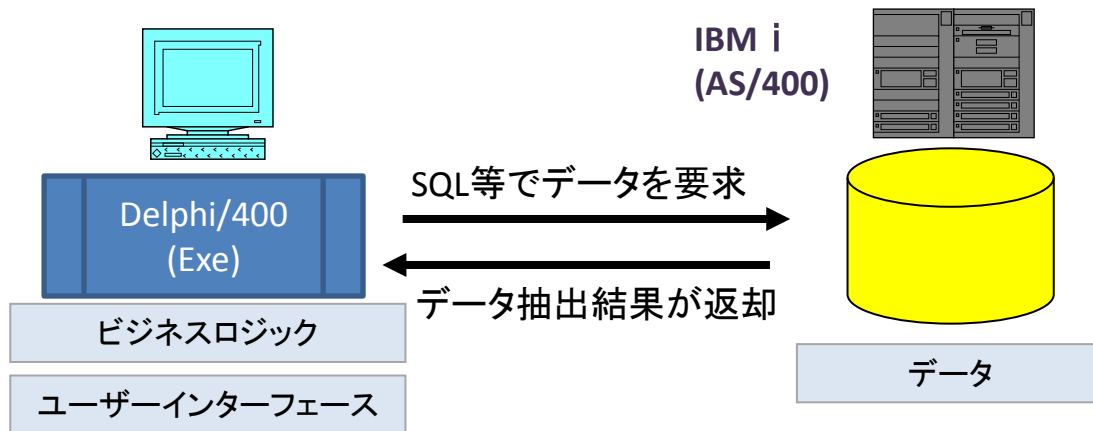 IBM i
(AS/400)
SQL等でデータを要求
Delphi/400
(Exe)
データ抽出結果が返却
ビジネスロジック
データ
ユーザーインターフェース